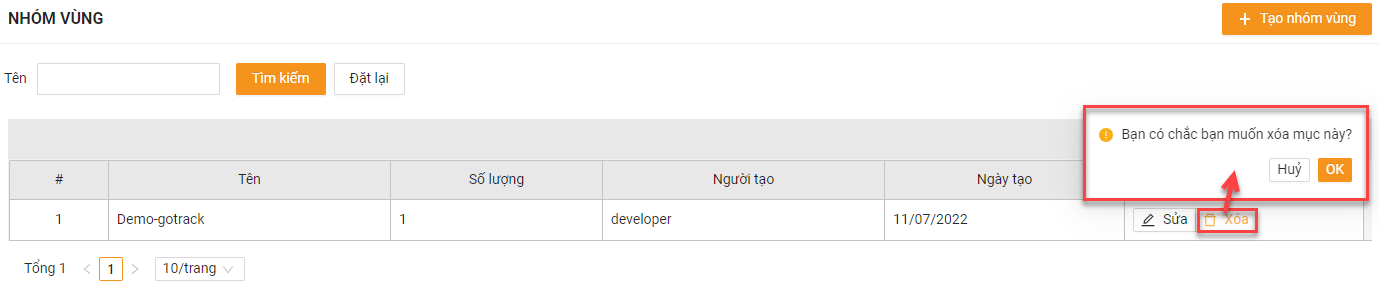 NHÓM VÙNG
+ Tạo nhóm vùng
Tên
Tìm kiếm
Đặt lại
Bạn có chắc bạn muốn xóa mục này?
Huỷ OK
# Tên Số lượng Người tạo Ngày tạo
1 Demo-gotrack 1 developer 11/07/2022 Sửa Xóa
Tổng 1 < 1 > 10/trang